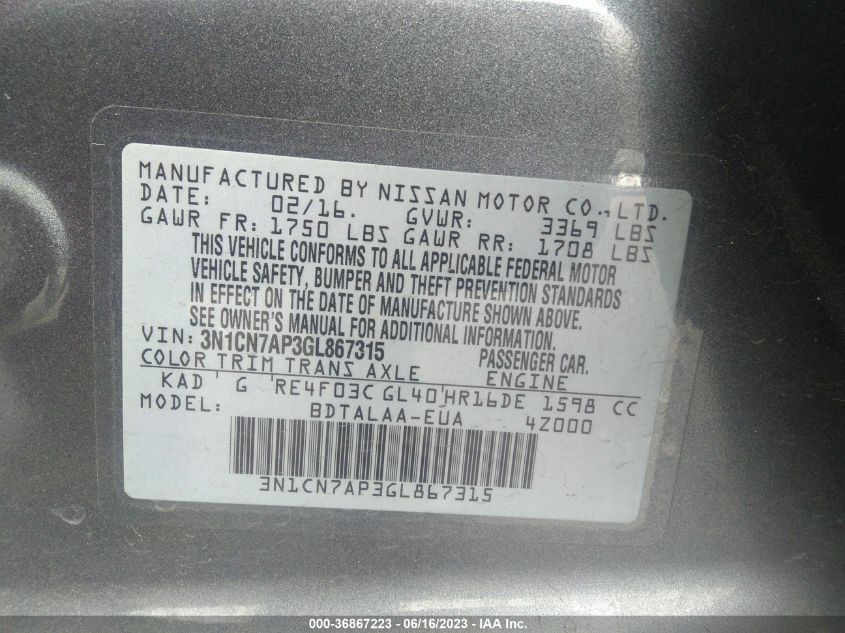 MANUFACTURED BY NISSAN MOTOR CO.,LTD.
DATE: 02/16. GVWR: 3369 LBS
GAWR FR: 1750 LBS GAWR RR: 1708 LBS
THIS VEHICLE CONFORMS TO ALL APPLICABLE FEDERAL MOTOR
VEHICLE SAFETY, BUMPER AND THEFT PREVENTION STANDARDS
IN EFFECT ON THE DATE OF MANUFACTURE SHOWN ABOVE.
SEE OWNER'S MANUAL FOR ADDITIONAL INFORMATION.
VIN: 3N1CN7AP3GL867315 PASSENGER CAR.
COLOR TRIM TRANS AXLE ENGINE
KAD G RE4F03C GL40 HR16DE 1598 CC
MODEL: BDTALAA-EUA 4Z000
3N1CN7AP3GL867315
000-36867223 - 06/16/2023 - IAA Inc.